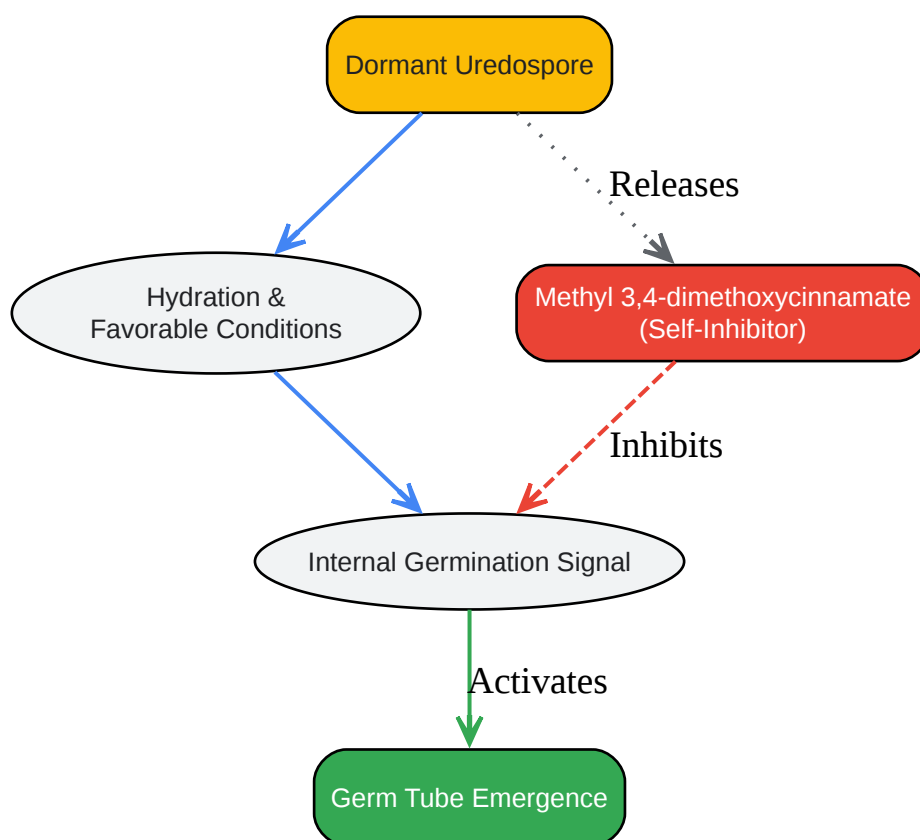 Dormant Uredospore
Releases
Hydration &
Favorable Conditions
Methyl 3,4-dimethoxycinnamate
(Self-Inhibitor)
Inhibits
Internal Germination Signal
Activates
Germ Tube Emergence